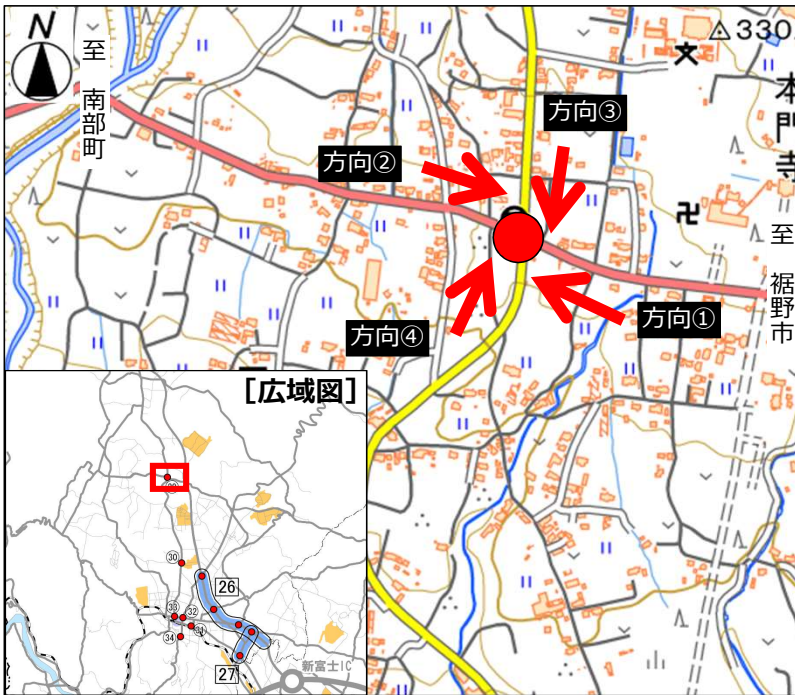 N
至 南部町
330
本門寺
方向③
方向②
至 裾野市
方向①
方向④
[広域図]
30
26
33
32
31
34
27
新富士IC